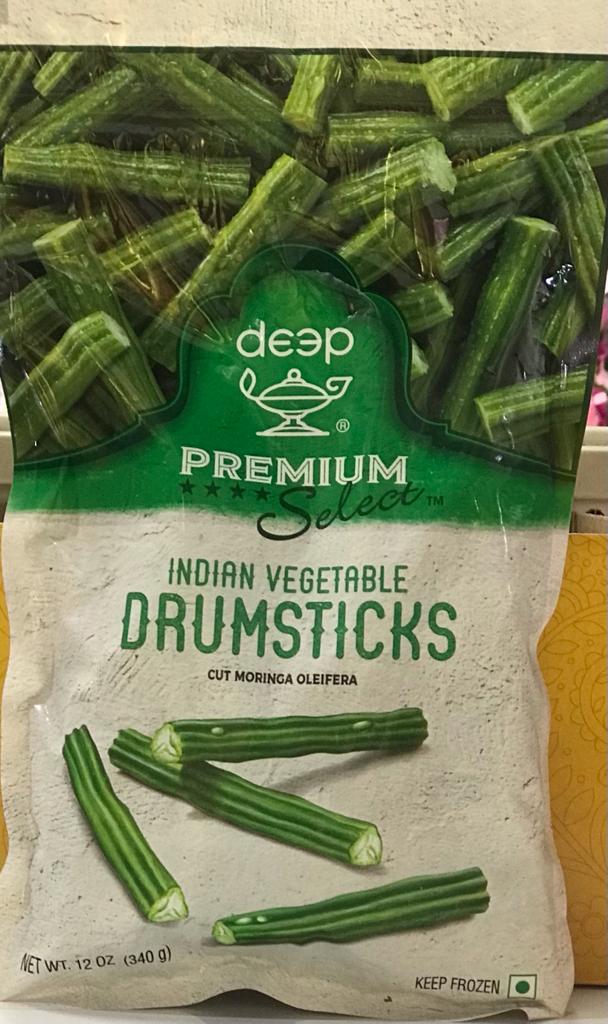 deep
®
PREMIUM
Select™
INDIAN VEGETABLE
DRUMSTICKS
CUT MORINGA OLEIFERA
NET WT. 12 OZ (340 g)
KEEP FROZEN